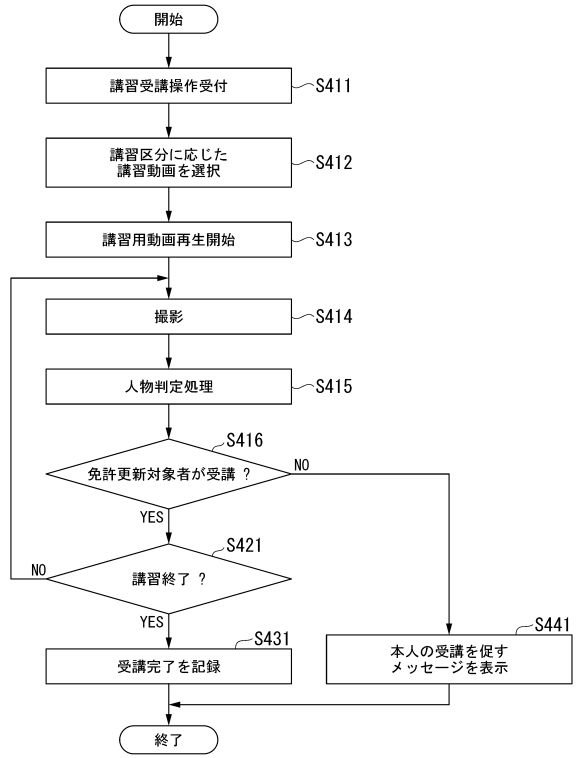 開始
講習受講操作受付
S411
講習区分に応じた
講習動画を選択
S412
講習用動画再生開始
S413
撮影
S414
人物判定処理
S415
S416
免許更新対象者が受講 ?
NO
YES
S421
講習終了 ?
NO
YES
S431
受講完了を記録
S441
本人の受講を促す
メッセージを表示
終了